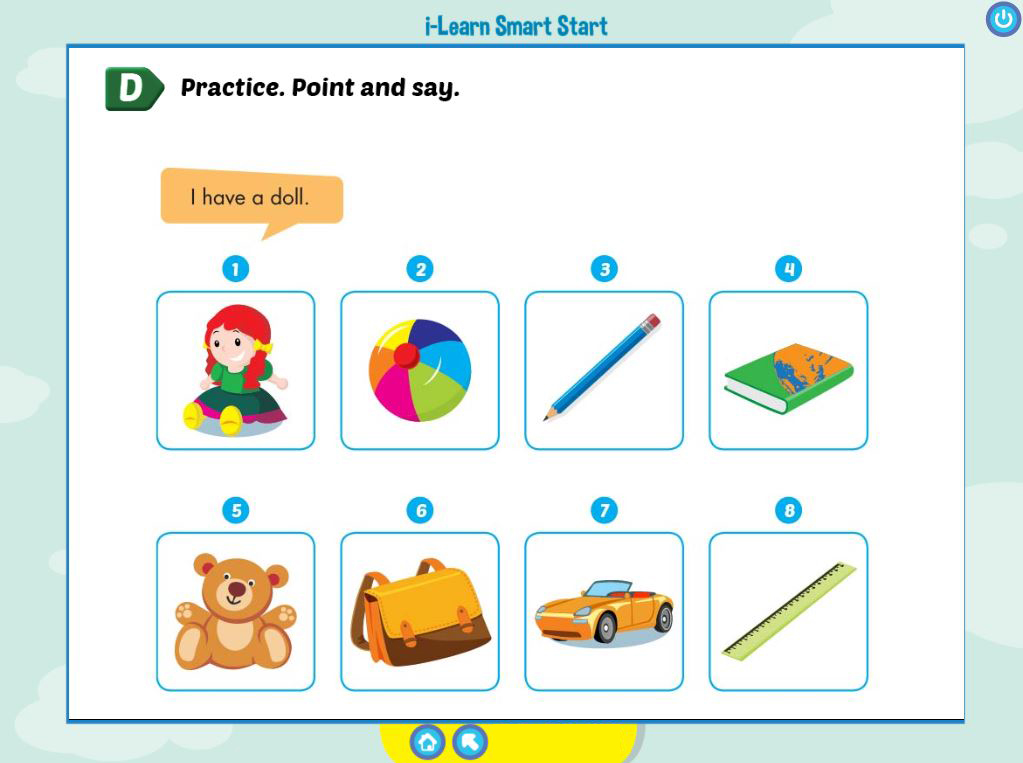 i-Learn Smart Start
D Practice. Point and say.
I have a doll.
1 2 3 4
5 6 7 8